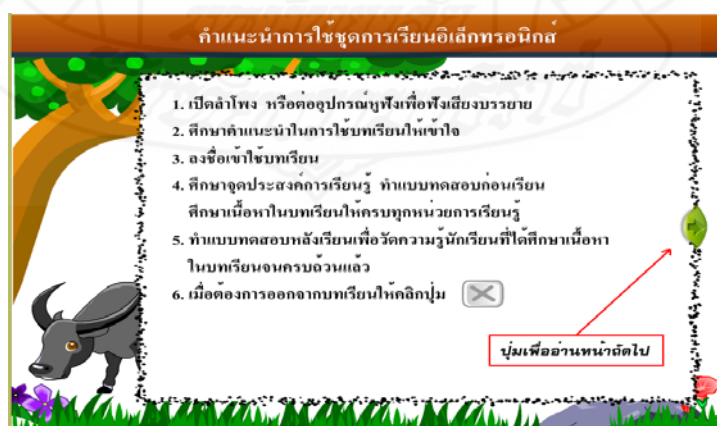 คำแนะนำการใช้ชุดการเรียนอิเล็กทรอนิกส์
1. เปิดลำโพง หรือต่ออุปกรณ์หูฟังเพื่อฟังเสียงบรรยาย
2. ศึกษาคำแนะนำในการใช้บทเรียนให้เข้าใจ
3. ลงชื่อเข้าใช้บทเรียน
4. ศึกษาจุดประสงค์การเรียนรู้ ทำแบบทดสอบก่อนเรียน
ศึกษาเนื้อหาในบทเรียนให้ครบทุกหน่วยการเรียนรู้
5. ทำแบบทดสอบหลังเรียนเพื่อวัดความรู้นักเรียนที่ได้ศึกษาเนื้อหา
ในบทเรียนจนครบถ้วนแล้ว
6. เมื่อต้องการออกจากบทเรียนให้คลิกปุ่ม
ปุ่มเพื่ออ่านหน้าถัดไป